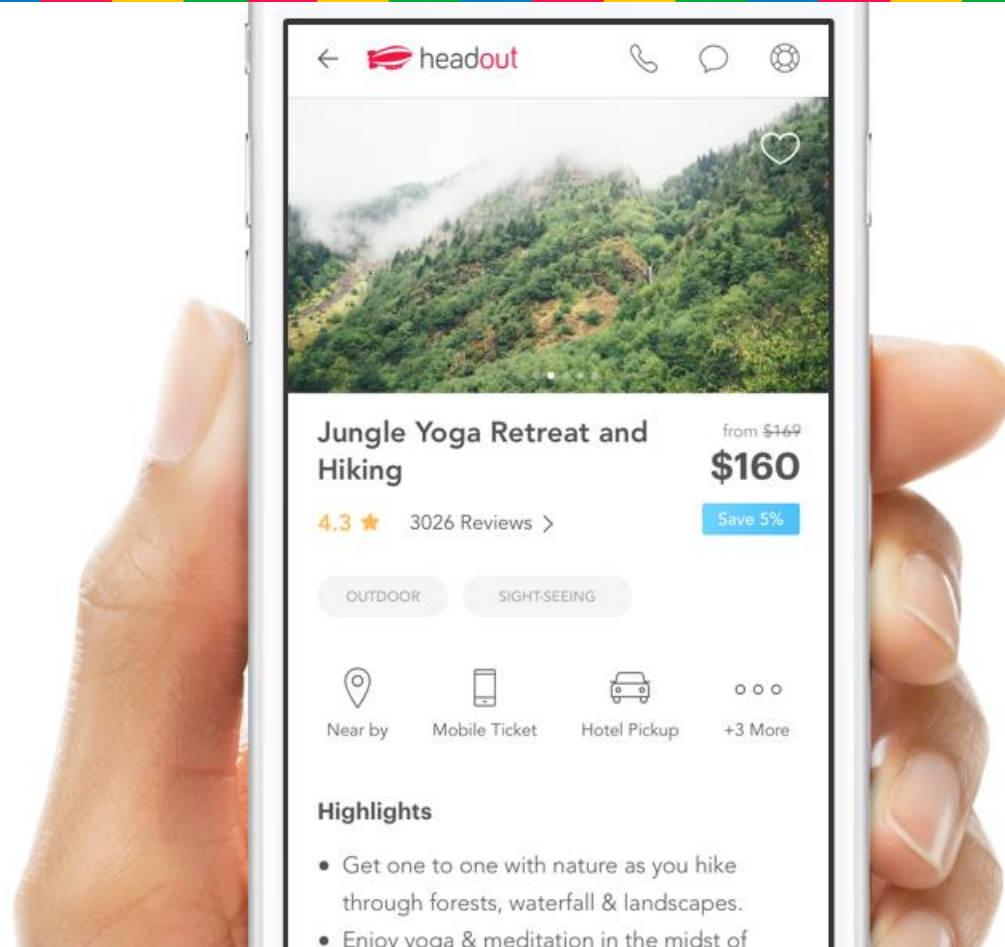 headout
Jungle Yoga Retreat and
Hiking
from $169
$160
4.3
3026 Reviews
Save 5%
OUTDOOR
SIGHT-SEEING
Near by
Mobile Ticket
Hotel Pickup
+3 More
Highlights
• Get one to one with nature as you hike
through forests, waterfall & landscapes.
• Enjoy yoga & meditation in the midst of